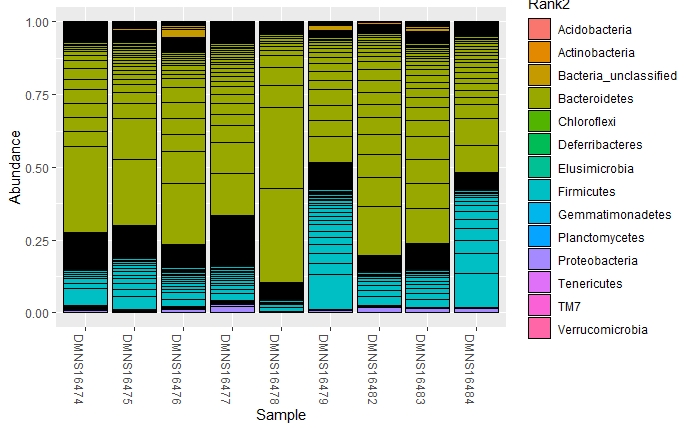 Rank2
Acidobacteria
Actinobacteria
Bacteria_unclassified
Bacteroidetes
Chloroflexi
Deferribacteres
Elusimicrobia
Firmicutes
Gemmatimonadetes
Planctomycetes
Proteobacteria
Tenericutes
TM7
Verrucomicrobia
Abundance
1.00
0.75
0.50
0.25
0.00
DMNS16474
DMNS16475
DMNS16476
DMNS16477
DMNS16478
DMNS16479
DMNS16482
DMNS16483
DMNS16484
Sample